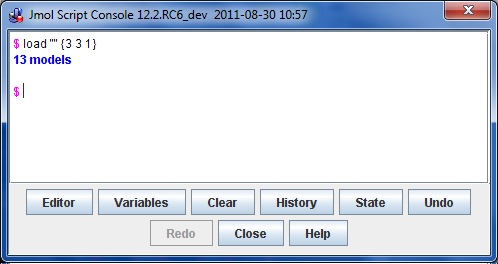 Jmol Script Console 12.2.RC6_dev 2011-08-30 10:57
$ load "" {3 3 1}
13 models
$
Editor Variables Clear History State Undo
Redo Close Help